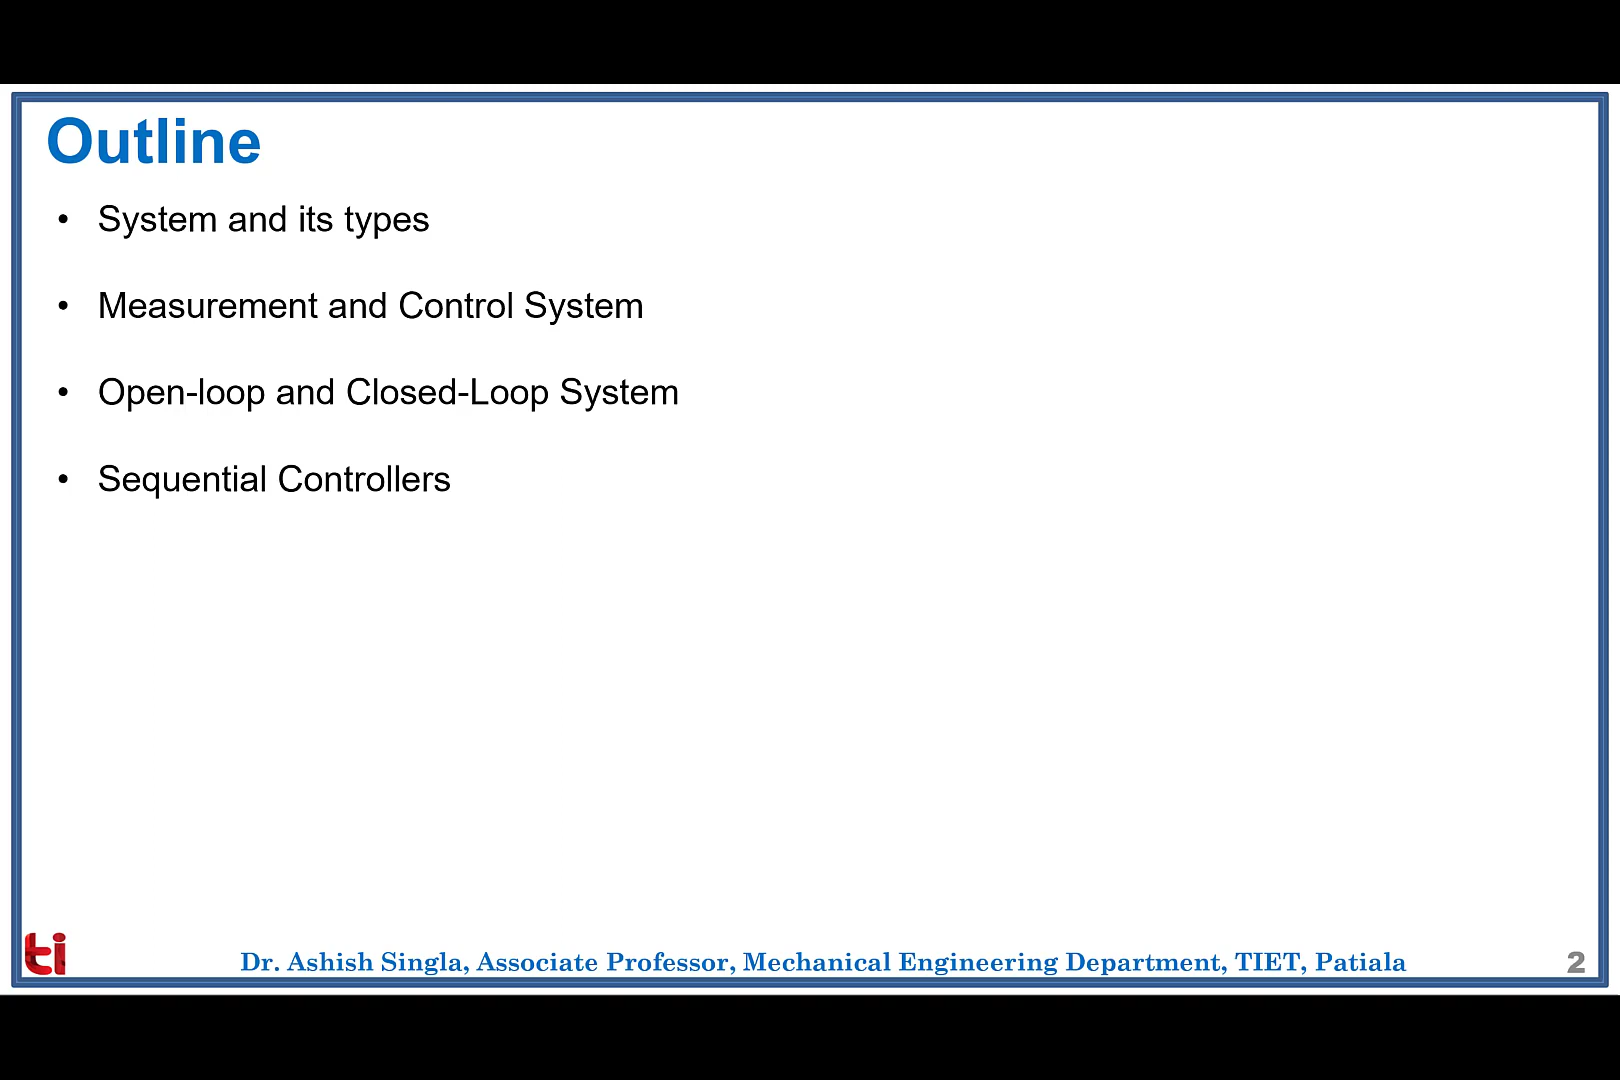 Outline
• System and its types
• Measurement and Control System
• Open-loop and Closed-Loop System
• Sequential Controllers
ti
Dr. Ashish Singla, Associate Professor, Mechanical Engineering Department, TIET, Patiala
2